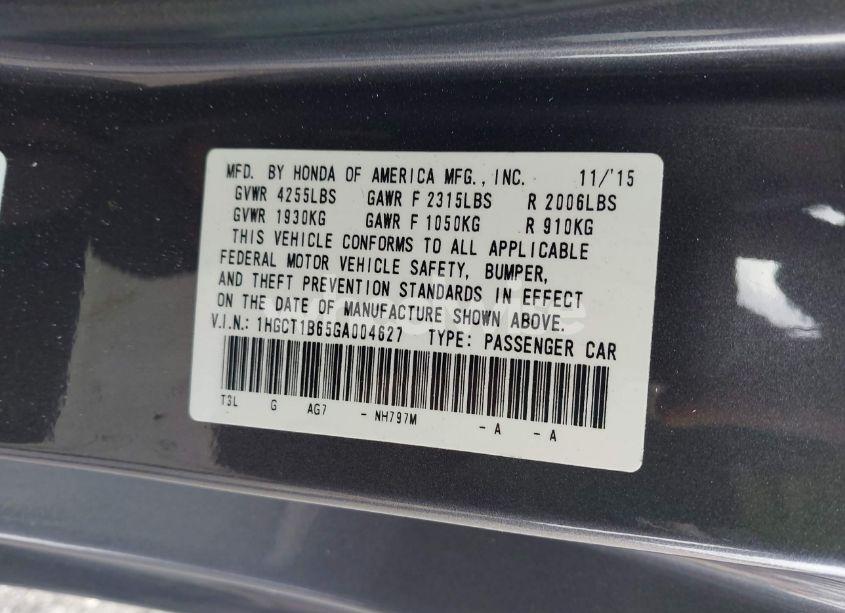 MFD. BY HONDA OF AMERICA MFG., INC. 11/'15
GVWR 4255LBS GAWR F 2315LBS R 2006LBS
GVWR 1930KG GAWR F 1050KG R 910KG
THIS VEHICLE CONFORMS TO ALL APPLICABLE
FEDERAL MOTOR VEHICLE SAFETY, BUMPER,
AND THEFT PREVENTION STANDARDS IN EFFECT
ON THE DATE OF MANUFACTURE SHOWN ABOVE.
V.I.N.: 1HGCT1B65GA004627 TYPE: PASSENGER CAR
T3L G AG7 - NH797M - A - A